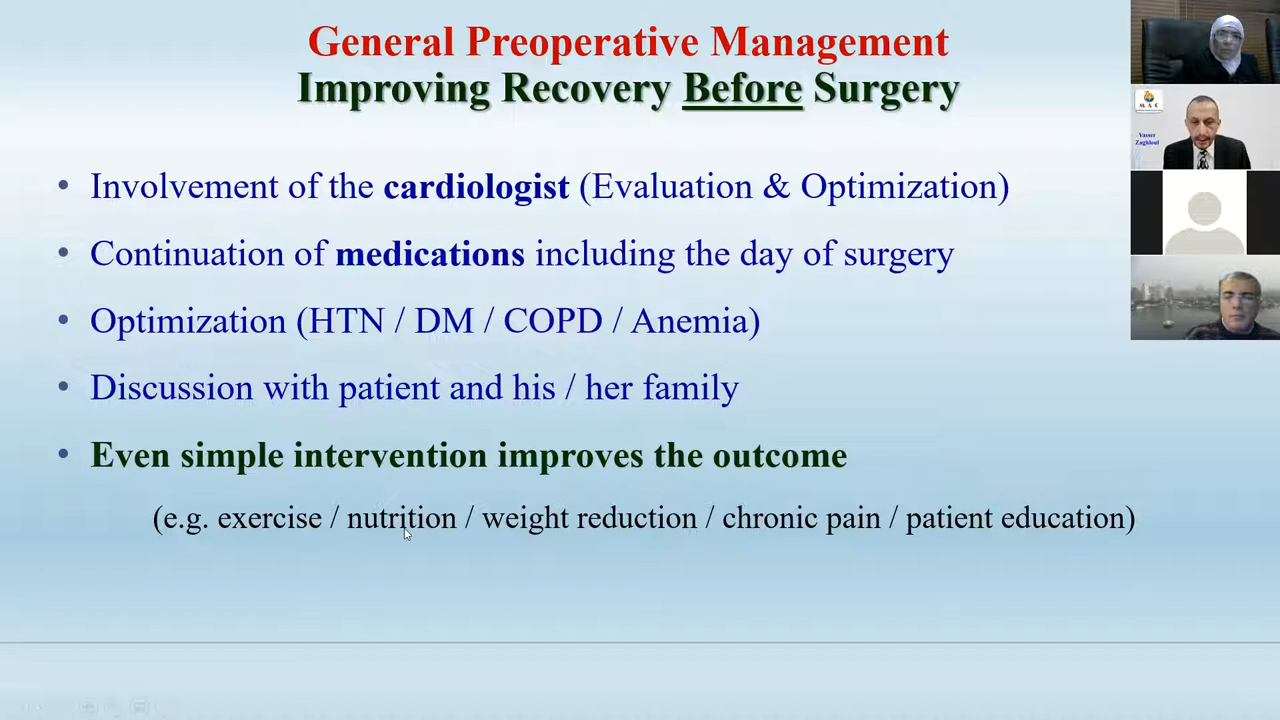 General Preoperative Management
Improving Recovery Before Surgery
• Involvement of the cardiologist (Evaluation & Optimization)
• Continuation of medications including the day of surgery
• Optimization (HTN / DM / COPD / Anemia)
• Discussion with patient and his / her family
• Even simple intervention improves the outcome
(e.g. exercise / nutrition / weight reduction / chronic pain / patient education)
M A C
Yasser
Zaghloul